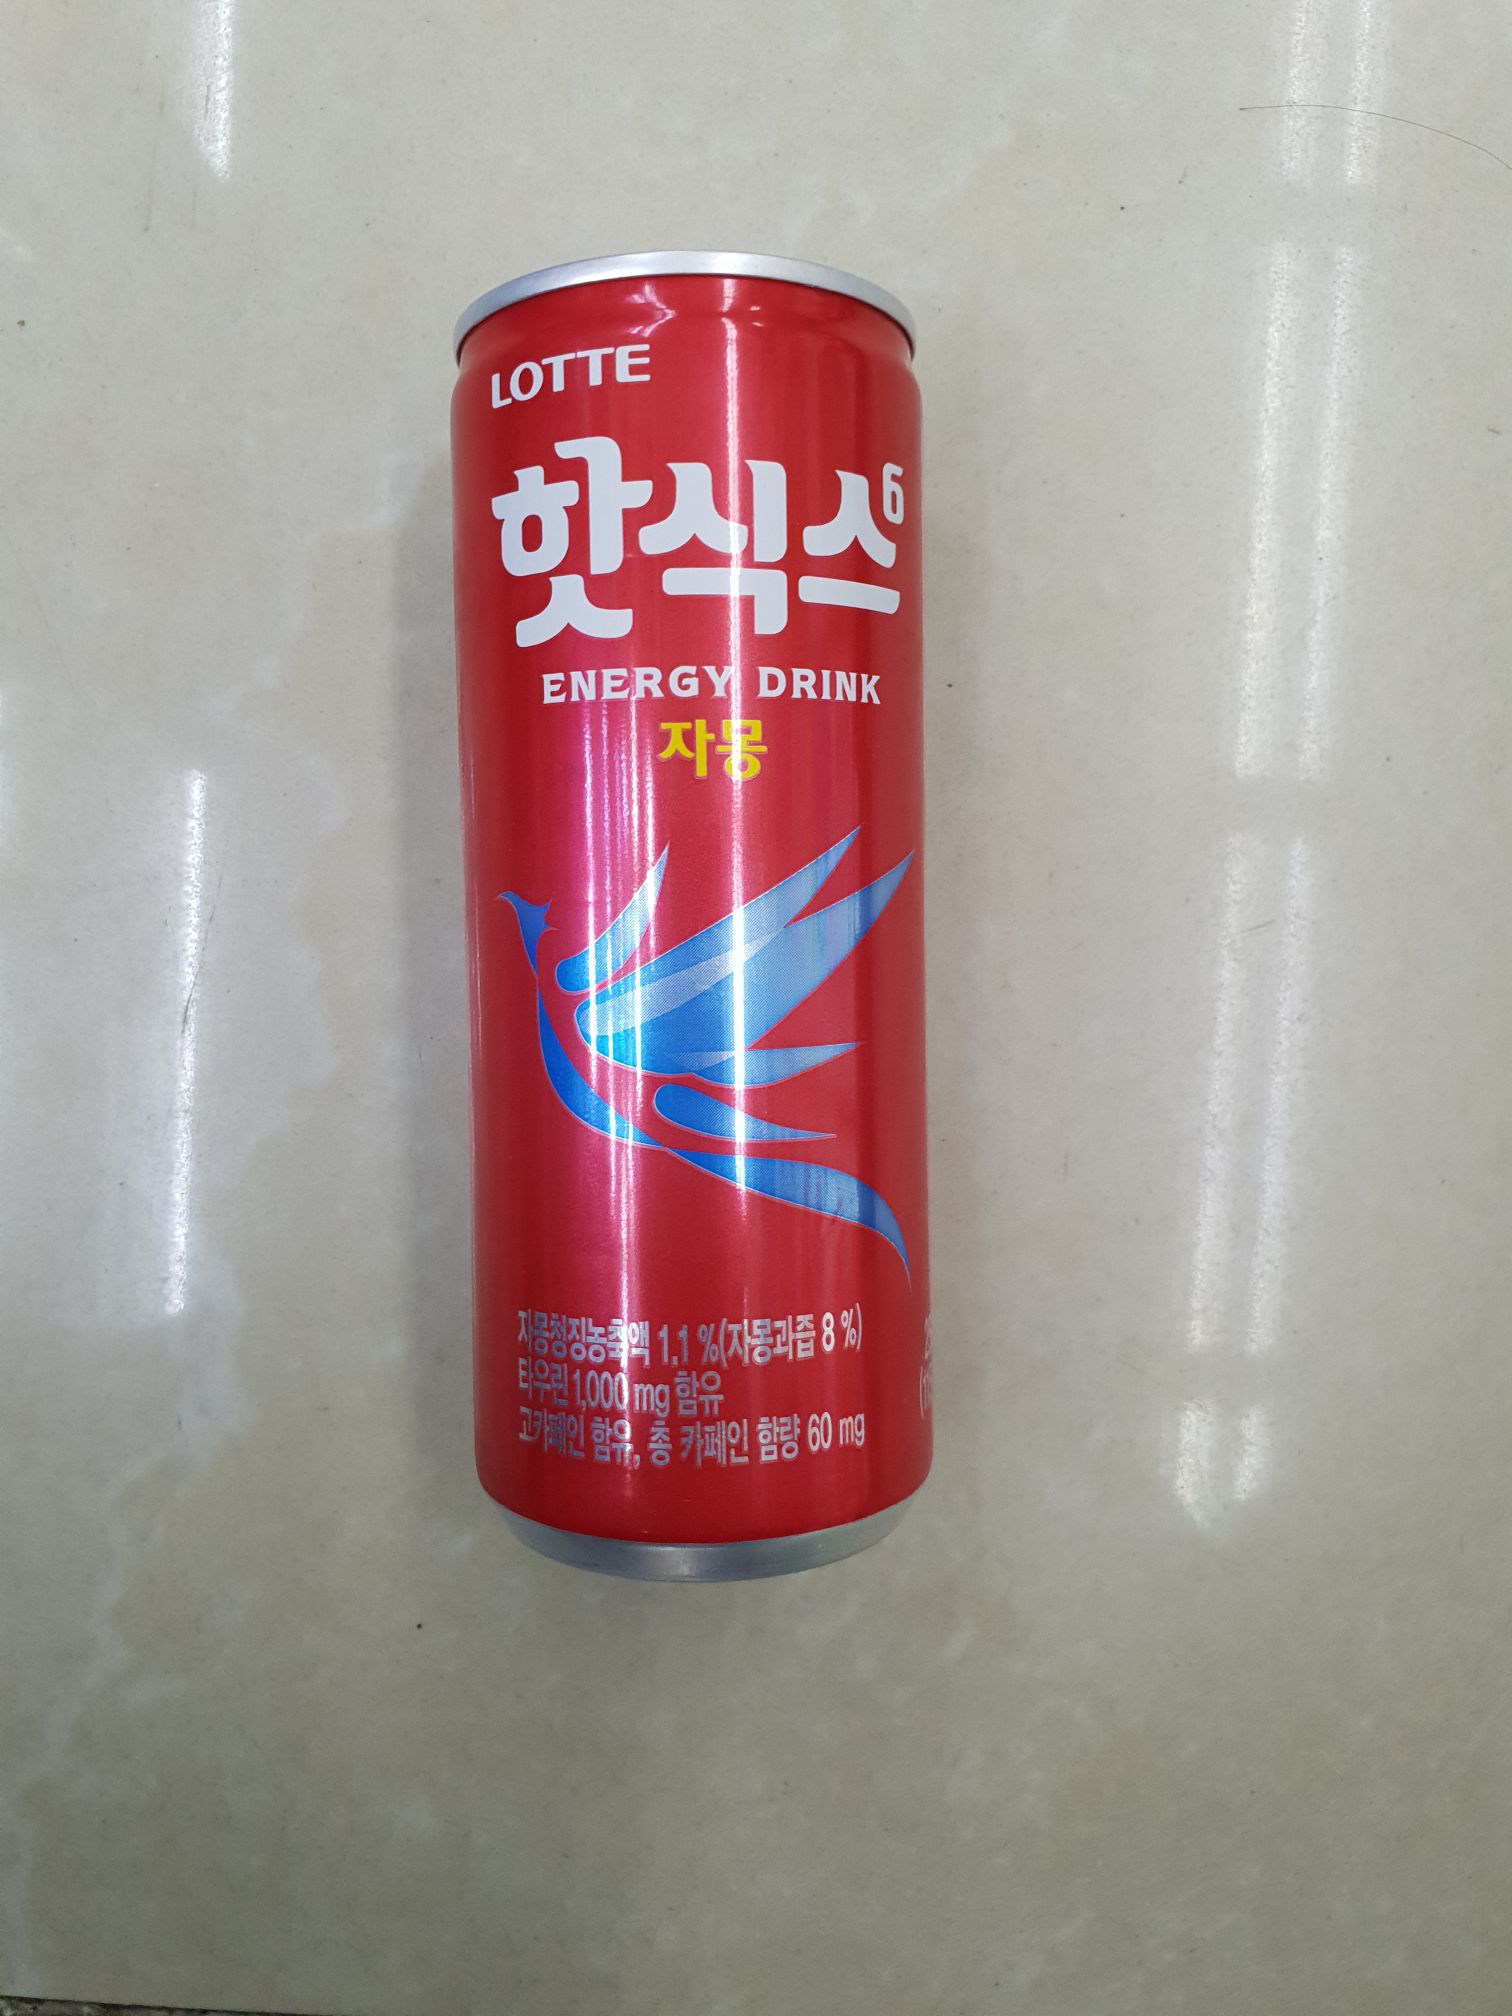 LOTTE
핫식스6
ENERGY DRINK
자몽
자몽청징농축액 1.1 %(자몽과즙 8 %)
타우린 1,000 mg 함유
고카페인 함유, 총 카페인 함량 60 mg